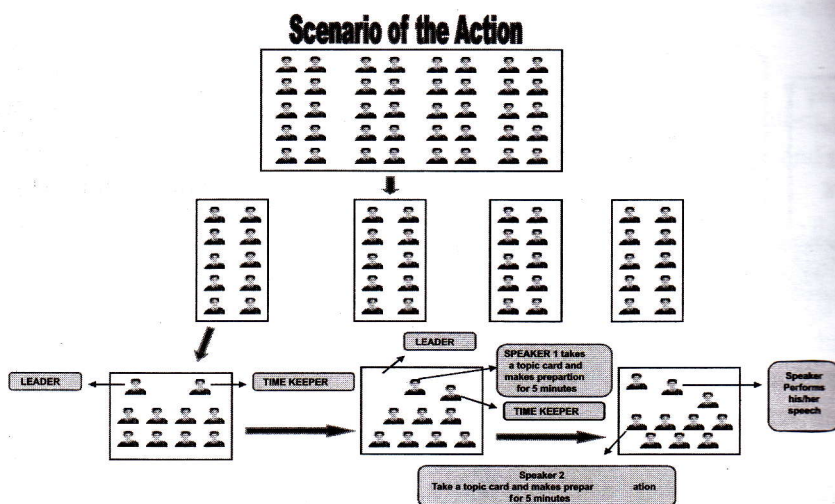 Scenario of the Action
LEADER
SPEAKER 1 takes
a topic card and
makes prepartion
for 5 minutes
Speaker
Performs
his/her
speech
LEADER
TIME KEEPER
TIME KEEPER
Speaker 2
Take a topic card and makes prepar ation
for 5 minutes